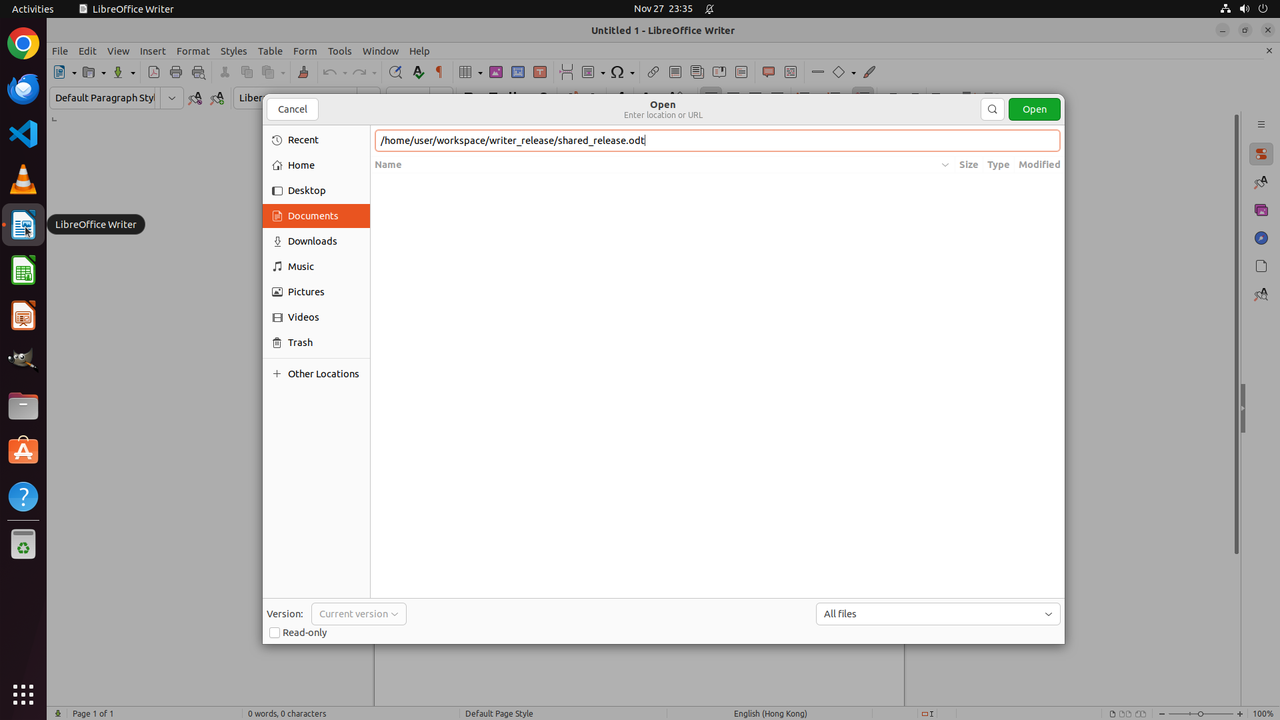 Activities
LibreOffice Writer
Nov 27 23:35
Untitled 1 - LibreOffice Writer
File Edit View Insert Format Styles Table Form Tools Window Help
Default Paragraph Styl
Cancel
Open
Enter location or URL
Open
Recent
Home
Desktop
Documents
Downloads
Music
Pictures
Videos
Trash
Other Locations
/home/user/workspace/writer_release/shared_release.odt
Name Size Type Modified
LibreOffice Writer
Version: Current version
All files
Read-only
Page 1 of 1
0 words, 0 characters
Default Page Style
English (Hong Kong)
100%